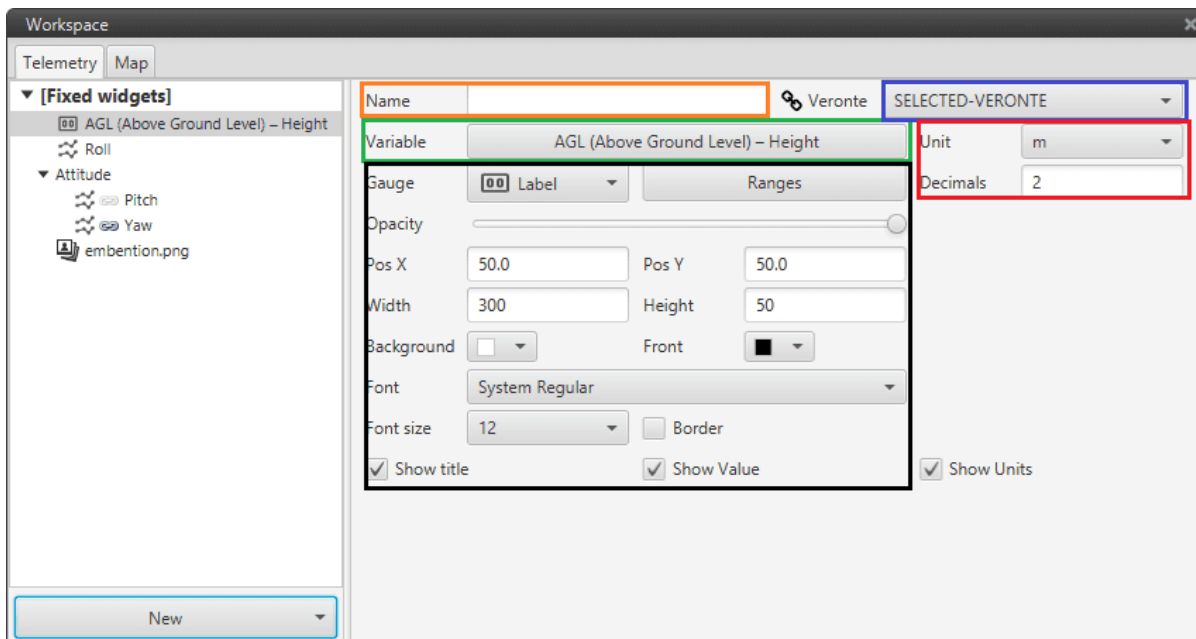 Workspace
Telemetry Map
[Fixed widgets]
AGL (Above Ground Level) – Height
Roll
Attitude
Pitch
Yaw
embention.png
New
Name Veronte SELECTED-VERONTE
Variable AGL (Above Ground Level) – Height Unit m
Gauge Label Ranges Decimals 2
Opacity
Pos X 50.0 Pos Y 50.0
Width 300 Height 50
Background Front
Font System Regular
Font size 12 Border
Show title Show Value Show Units